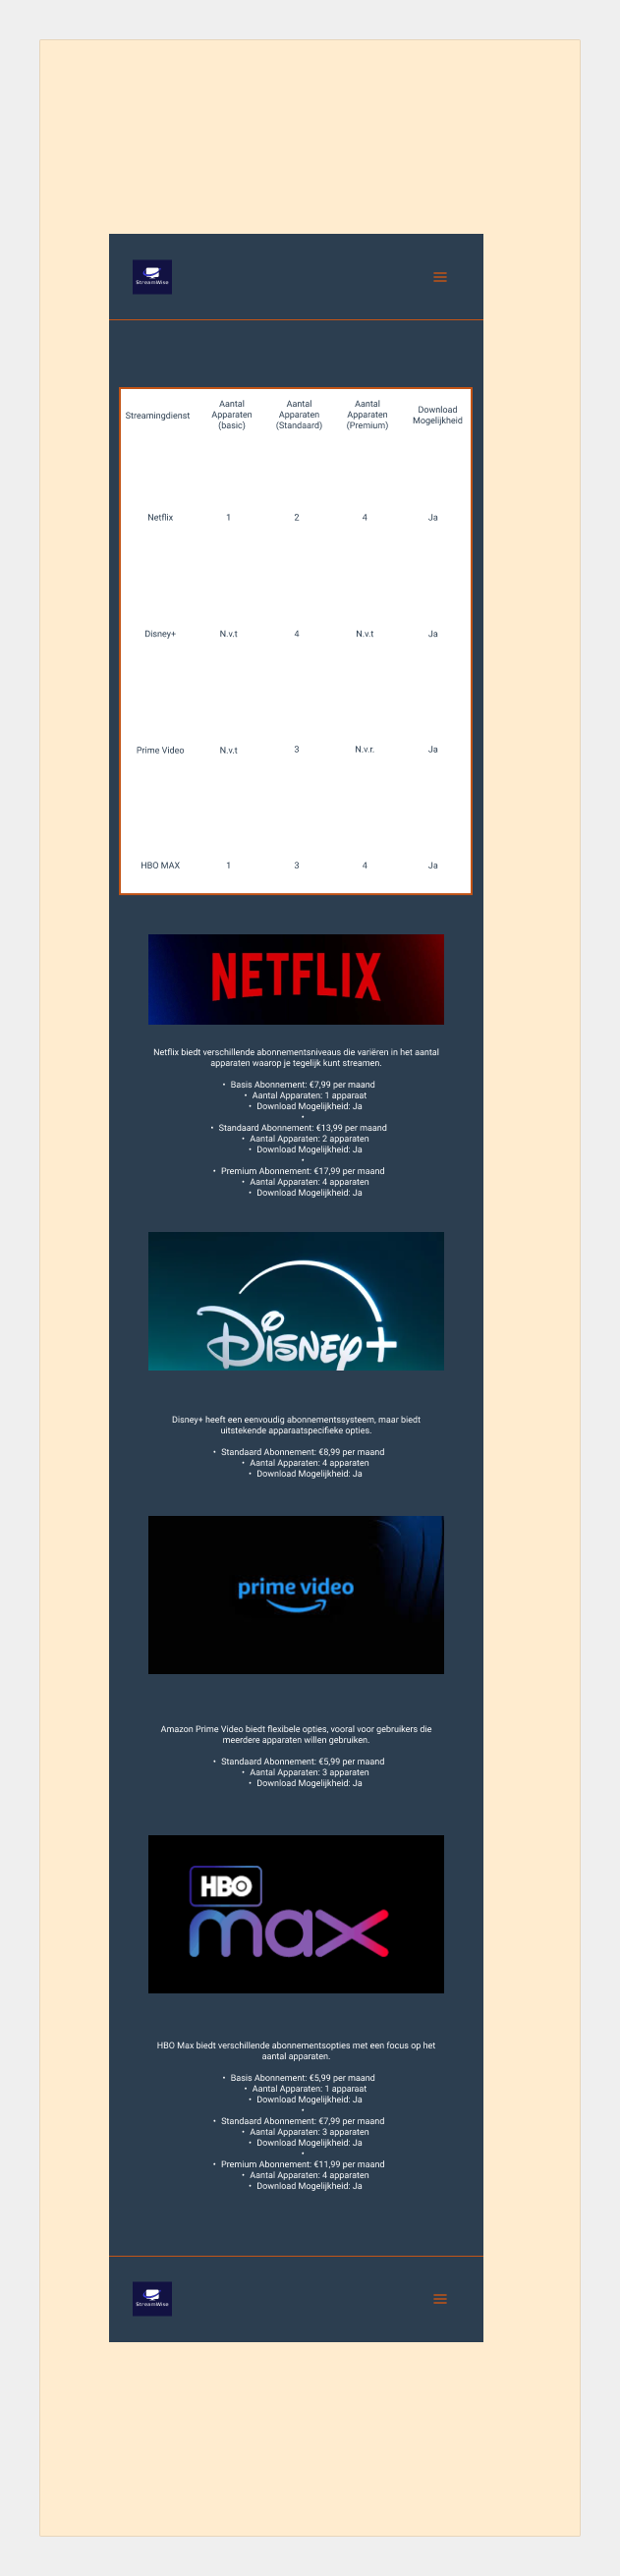 StreamWise
Streamingdienst
Aantal
Apparaten
(basic)
Aantal
Apparaten
(Standaard)
Aantal
Apparaten
(Premium)
Download
Mogelijkheid
Netflix 1 2 4 Ja
Disney+ N.v.t 4 N.v.t Ja
Prime Video N.v.t 3 N.v.r. Ja
HBO MAX 1 3 4 Ja
NETFLIX
Netflix biedt verschillende abonnementsniveaus die variëren in het aantal
apparaten waarop je tegelijk kunt streamen.
• Basis Abonnement: €7,99 per maand
• Aantal Apparaten: 1 apparaat
• Download Mogelijkheid: Ja
•
• Standaard Abonnement: €13,99 per maand
• Aantal Apparaten: 2 apparaten
• Download Mogelijkheid: Ja
•
• Premium Abonnement: €17,99 per maand
• Aantal Apparaten: 4 apparaten
• Download Mogelijkheid: Ja
Disney+
Disney+ heeft een eenvoudig abonnementssysteem, maar biedt
uitstekende apparaatspecifieke opties.
• Standaard Abonnement: €8,99 per maand
• Aantal Apparaten: 4 apparaten
• Download Mogelijkheid: Ja
prime video
Amazon Prime Video biedt flexibele opties, vooral voor gebruikers die
meerdere apparaten willen gebruiken.
• Standaard Abonnement: €5,99 per maand
• Aantal Apparaten: 3 apparaten
• Download Mogelijkheid: Ja
HBO
max
HBO Max biedt verschillende abonnementsopties met een focus op het
aantal apparaten.
• Basis Abonnement: €5,99 per maand
• Aantal Apparaten: 1 apparaat
• Download Mogelijkheid: Ja
•
• Standaard Abonnement: €7,99 per maand
• Aantal Apparaten: 3 apparaten
• Download Mogelijkheid: Ja
•
• Premium Abonnement: €11,99 per maand
• Aantal Apparaten: 4 apparaten
• Download Mogelijkheid: Ja
StreamWise